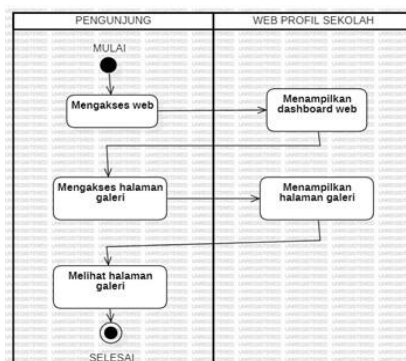 PENGUNJUNG
WEB PROFIL SEKOLAH
MULAI
Mengakses web
Menampilkan
dashboard web
Mengakses halaman
galeri
Menampilkan
halaman galeri
Melihat halaman
galeri
SELESAI